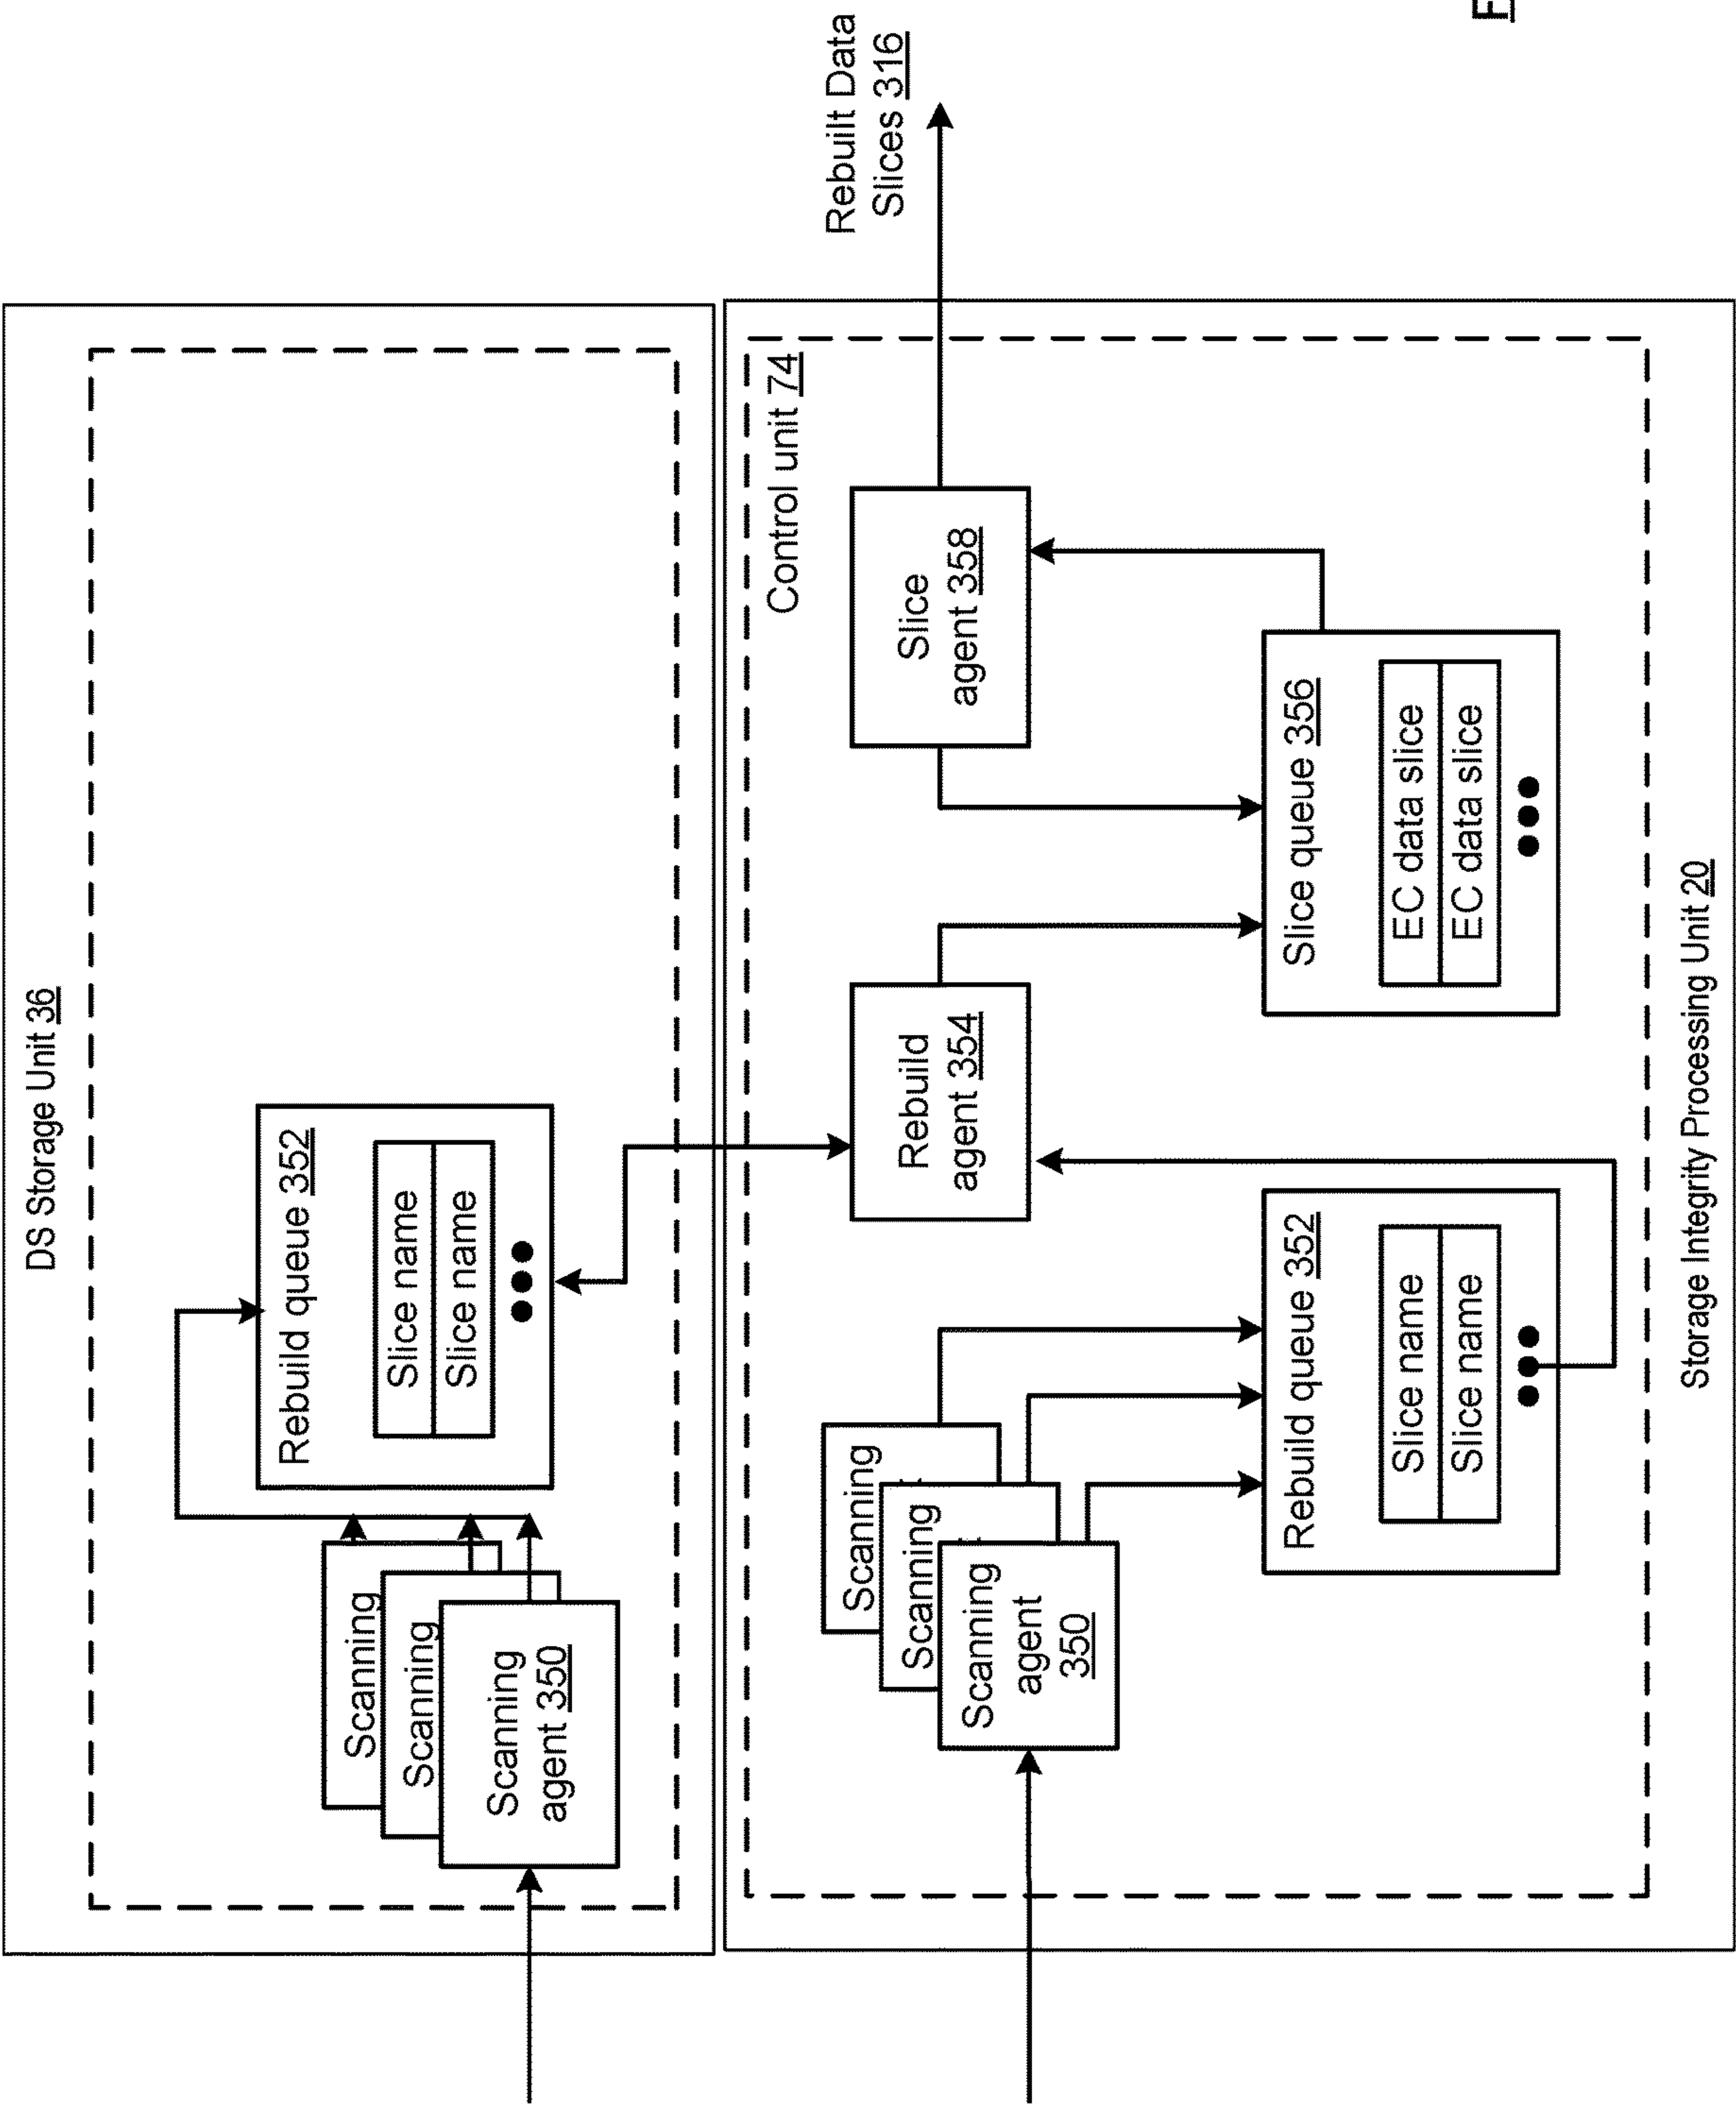 DS Storage Unit 36
Scanning
Scanning
Scanning
agent 350
Rebuild queue 352
Slice name
Slice name
Control unit 74
Scanning
Scanning
Scanning
agent
350
Rebuild queue 352
Slice name
Slice name
Rebuild
agent 354
Slice
agent 358
Slice queue 356
EC data slice
EC data slice
Rebuilt Data
Slices 316
Storage Integrity Processing Unit 20